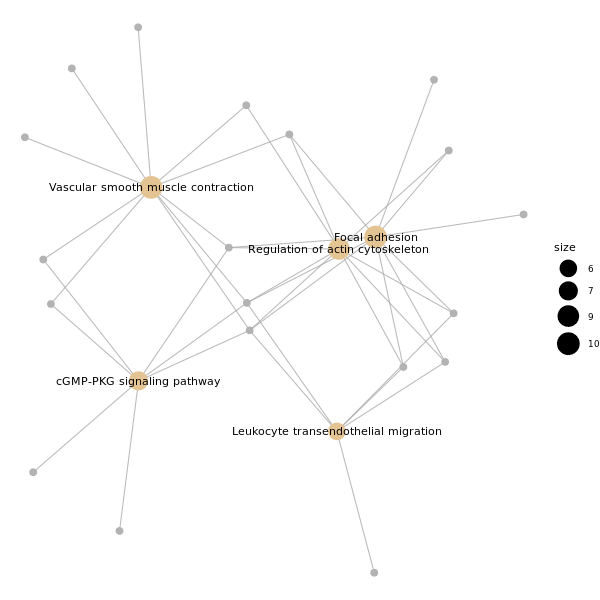 Vascular smooth muscle contraction
Focal adhesion
Regulation of actin cytoskeleton
size
6
7
9
10
cGMP-PKG signaling pathway
Leukocyte transendothelial migration